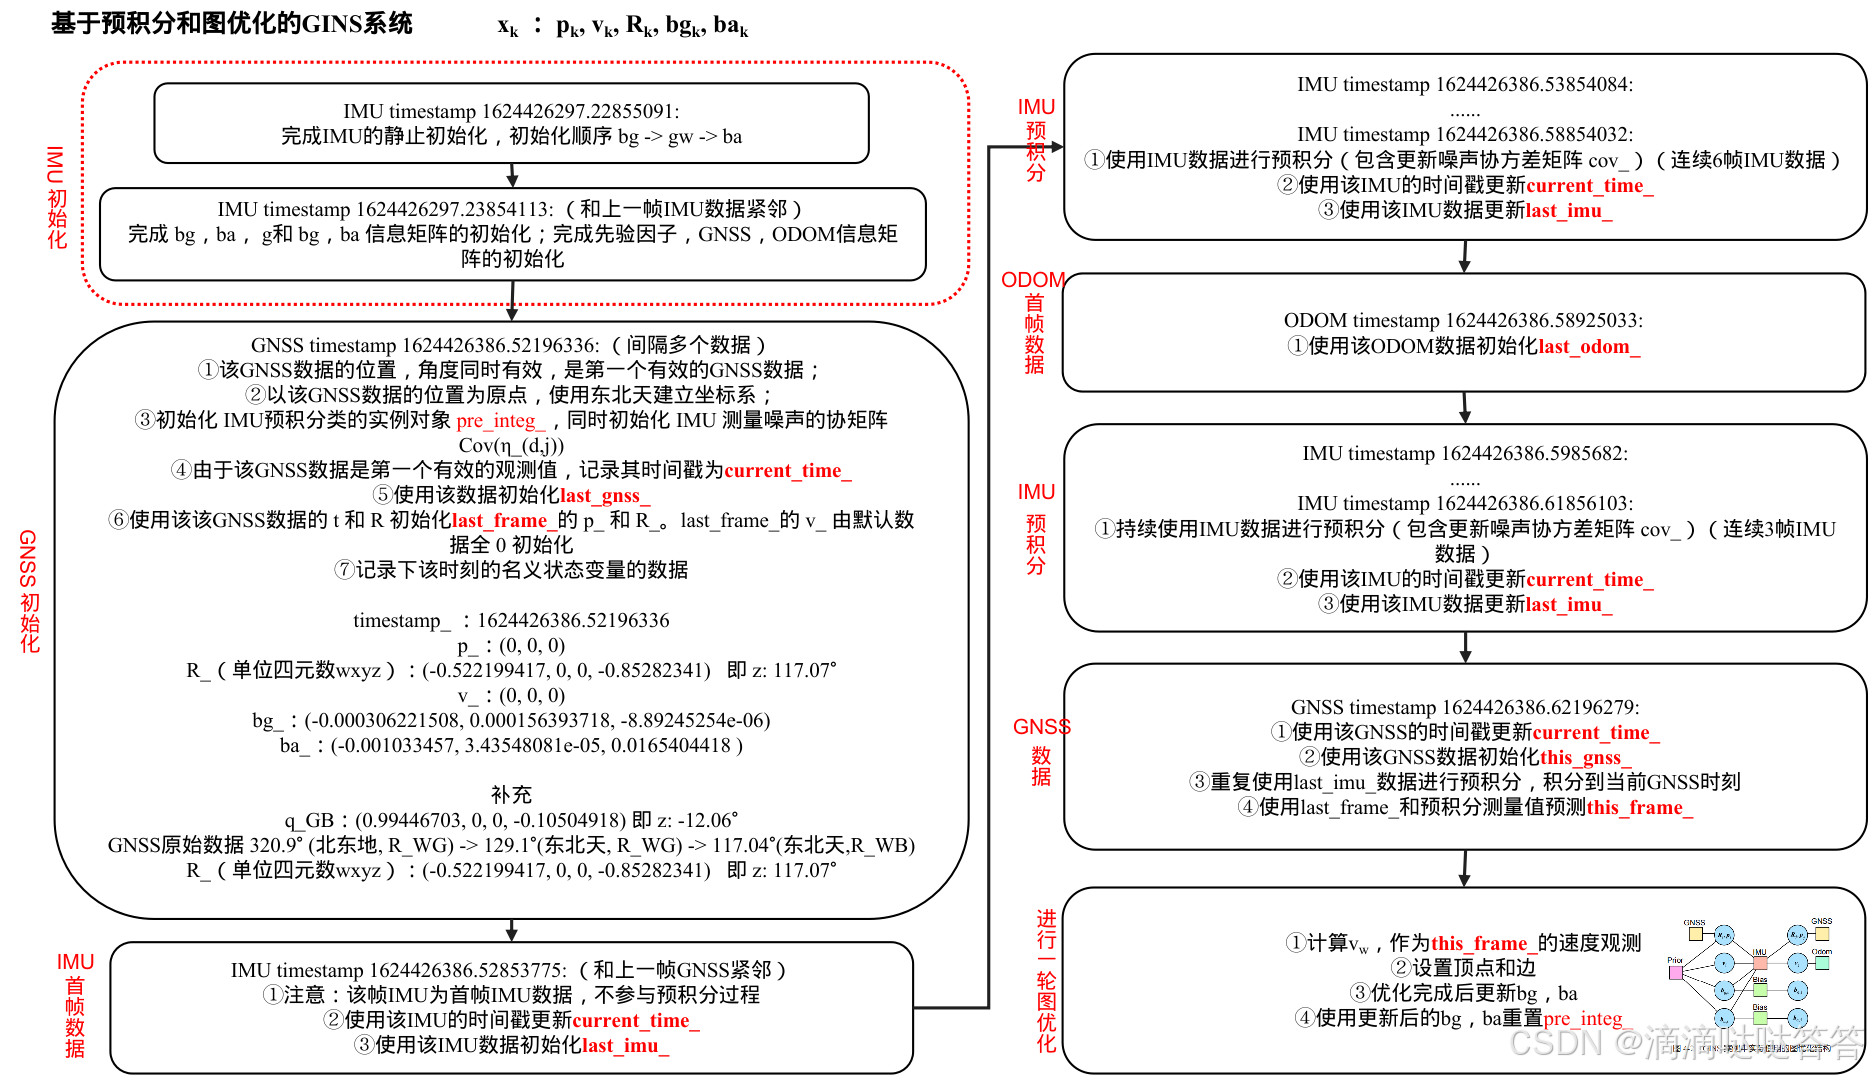 基于预积分和图优化的GINS系统
xk ： pk, vk, Rk, bgk, bak
IMU 初始化
IMU timestamp 1624426297.22855091:
完成IMU的静止初始化，初始化顺序 bg -> gw -> ba
IMU timestamp 1624426297.23854113: （和上一帧IMU数据紧邻）
完成 bg，ba， g和 bg，ba 信息矩阵的初始化；完成先验因子，GNSS，ODOM信息矩
阵的初始化
GNSS 初始化
GNSS timestamp 1624426386.52196336: （间隔多个数据）
①该GNSS数据的位置，角度同时有效，是第一个有效的GNSS数据；
②以该GNSS数据的位置为原点，使用东北天建立坐标系；
③初始化 IMU预积分类的实例对象 pre_integ_，同时初始化 IMU 测量噪声的协矩阵
Cov(η_(d,j))
④由于该GNSS数据是第一个有效的观测值，记录其时间戳为current_time_
⑤使用该数据初始化last_gnss_
⑥使用该该GNSS数据的 t 和 R 初始化last_frame_的 p_ 和 R_。last_frame_的 v_ 由默认数
据全 0 初始化
⑦记录下该时刻的名义状态变量的数据
timestamp_ ：1624426386.52196336
p_：(0, 0, 0)
R_（单位四元数wxyz）：(-0.522199417, 0, 0, -0.85282341) 即 z: 117.07°
v_：(0, 0, 0)
bg_：(-0.000306221508, 0.000156393718, -8.89245254e-06)
ba_：(-0.001033457, 3.43548081e-05, 0.0165404418 )
补充
q_GB：(0.99446703, 0, 0, -0.10504918) 即 z: -12.06°
GNSS原始数据 320.9° (北东地, R_WG) -> 129.1°(东北天, R_WG) -> 117.04°(东北天,R_WB)
R_（单位四元数wxyz）：(-0.522199417, 0, 0, -0.85282341) 即 z: 117.07°
IMU 首帧数据
IMU timestamp 1624426386.52853775: （和上一帧GNSS紧邻）
①注意：该帧IMU为首帧IMU数据，不参与预积分过程
②使用该IMU的时间戳更新current_time_
③使用该IMU数据初始化last_imu_
IMU 预积分
IMU timestamp 1624426386.53854084:
......
IMU timestamp 1624426386.58854032:
①使用IMU数据进行预积分（包含更新噪声协方差矩阵 cov_）（连续6帧IMU数据）
②使用该IMU的时间戳更新current_time_
③使用该IMU数据更新last_imu_
ODOM 首帧数据
ODOM timestamp 1624426386.58925033:
①使用该ODOM数据初始化last_odom_
IMU 预积分
IMU timestamp 1624426386.5985682:
......
IMU timestamp 1624426386.61856103:
①持续使用IMU数据进行预积分（包含更新噪声协方差矩阵 cov_）（连续3帧IMU
数据）
②使用该IMU的时间戳更新current_time_
③使用该IMU数据更新last_imu_
GNSS 数据
GNSS timestamp 1624426386.62196279:
①使用该GNSS的时间戳更新current_time_
②使用该GNSS数据初始化this_gnss_
③重复使用last_imu_数据进行预积分，积分到当前GNSS时刻
④使用last_frame_和预积分测量值预测this_frame_
进行一轮图优化
①计算vw，作为this_frame_的速度观测
②设置顶点和边
③优化完成后更新bg，ba
④使用更新后的bg，ba重置pre_integ_
GNSS
GNSS
IMU
Odom
Prior
Bias
Bias
CSDN @滴滴哒哒答答